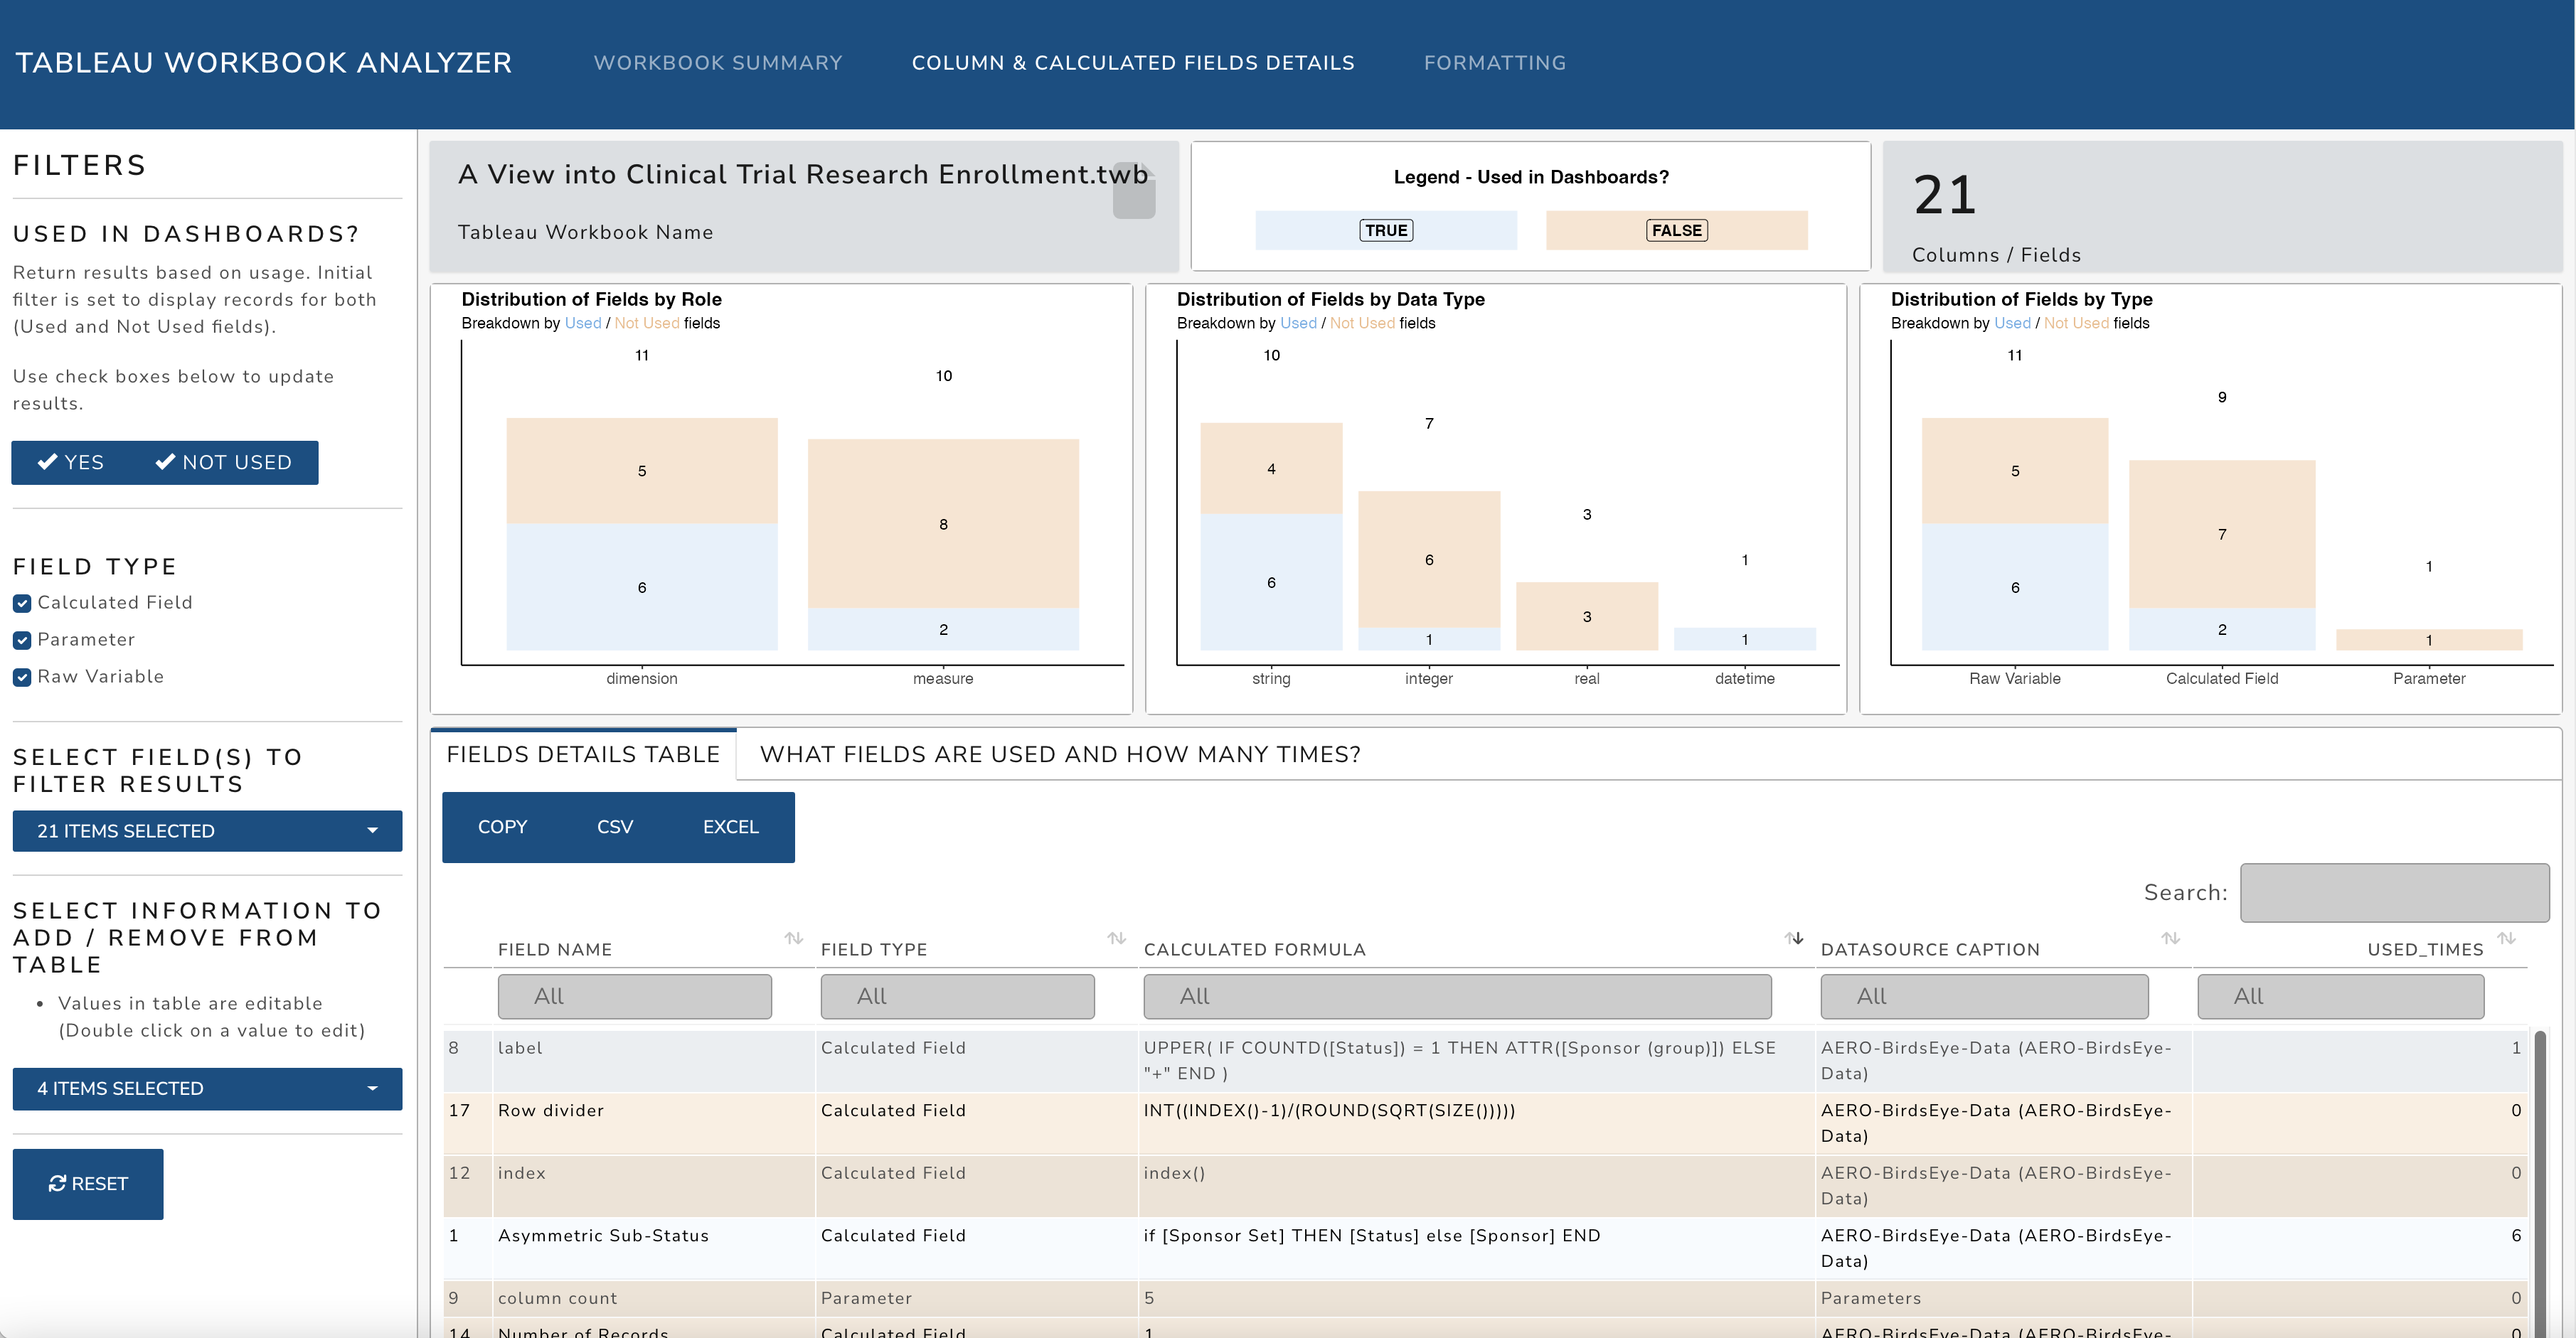 TABLEAU WORKBOOK ANALYZER
WORKBOOK SUMMARY
COLUMN & CALCULATED FIELDS DETAILS
FORMATTING
FILTERS
USED IN DASHBOARDS?
Return results based on usage. Initial
filter is set to display records for both
(Used and Not Used fields).
Use check boxes below to update
results.
YES
NOT USED
FIELD TYPE
Calculated Field
Parameter
Raw Variable
SELECT FIELD(S) TO
FILTER RESULTS
21 ITEMS SELECTED
SELECT INFORMATION TO
ADD / REMOVE FROM
TABLE
• Values in table are editable
(Double click on a value to edit)
4 ITEMS SELECTED
RESET
A View into Clinical Trial Research Enrollment.twb
Tableau Workbook Name
Legend - Used in Dashboards?
TRUE
FALSE
21
Columns / Fields
Distribution of Fields by Role
Breakdown by Used / Not Used fields
11
10
5
8
6
2
dimension
measure
Distribution of Fields by Data Type
Breakdown by Used / Not Used fields
10
7
3
1
4
6
6
1
3
1
string
integer
real
datetime
Distribution of Fields by Type
Breakdown by Used / Not Used fields
11
9
1
5
7
6
2
1
Raw Variable
Calculated Field
Parameter
FIELDS DETAILS TABLE
WHAT FIELDS ARE USED AND HOW MANY TIMES?
COPY
CSV
EXCEL
Search:
FIELD NAME
FIELD TYPE
CALCULATED FORMULA
DATASOURCE CAPTION
USED_TIMES
All
All
All
All
All
8
label
Calculated Field
UPPER( IF COUNTD([Status]) = 1 THEN ATTR([Sponsor (group)]) ELSE
"+" END )
AERO-BirdsEye-Data (AERO-BirdsEye-
Data)
1
17
Row divider
Calculated Field
INT((INDEX()-1)/(ROUND(SQRT(SIZE()))))
AERO-BirdsEye-Data (AERO-BirdsEye-
Data)
0
12
index
Calculated Field
index()
AERO-BirdsEye-Data (AERO-BirdsEye-
Data)
0
1
Asymmetric Sub-Status
Calculated Field
if [Sponsor Set] THEN [Status] else [Sponsor] END
AERO-BirdsEye-Data (AERO-BirdsEye-
Data)
6
9
column count
Parameter
5
Parameters
0
14
Number of Records
Calculated Field
1
AERO-BirdsEye-Data (AERO-BirdsEye-
0